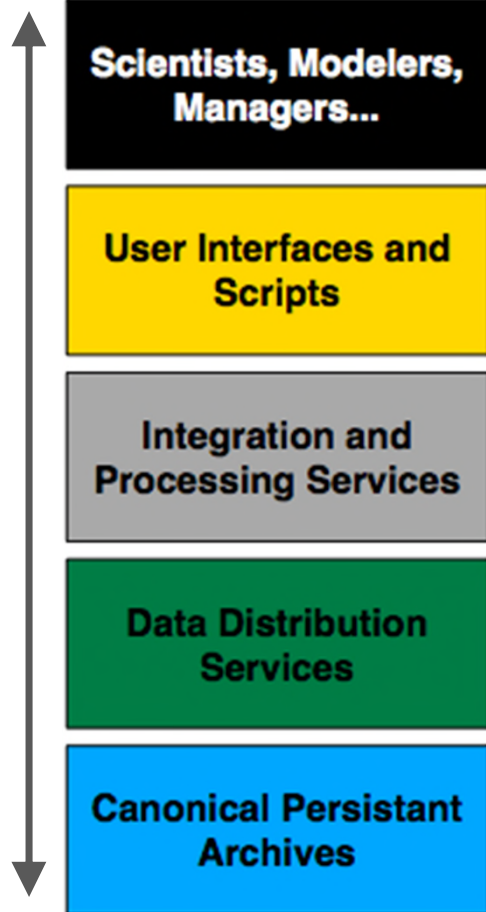 Scientists, Modelers,
Managers...
User Interfaces and
Scripts
Integration and
Processing Services
Data Distribution
Services
Canonical Persistant
Archives